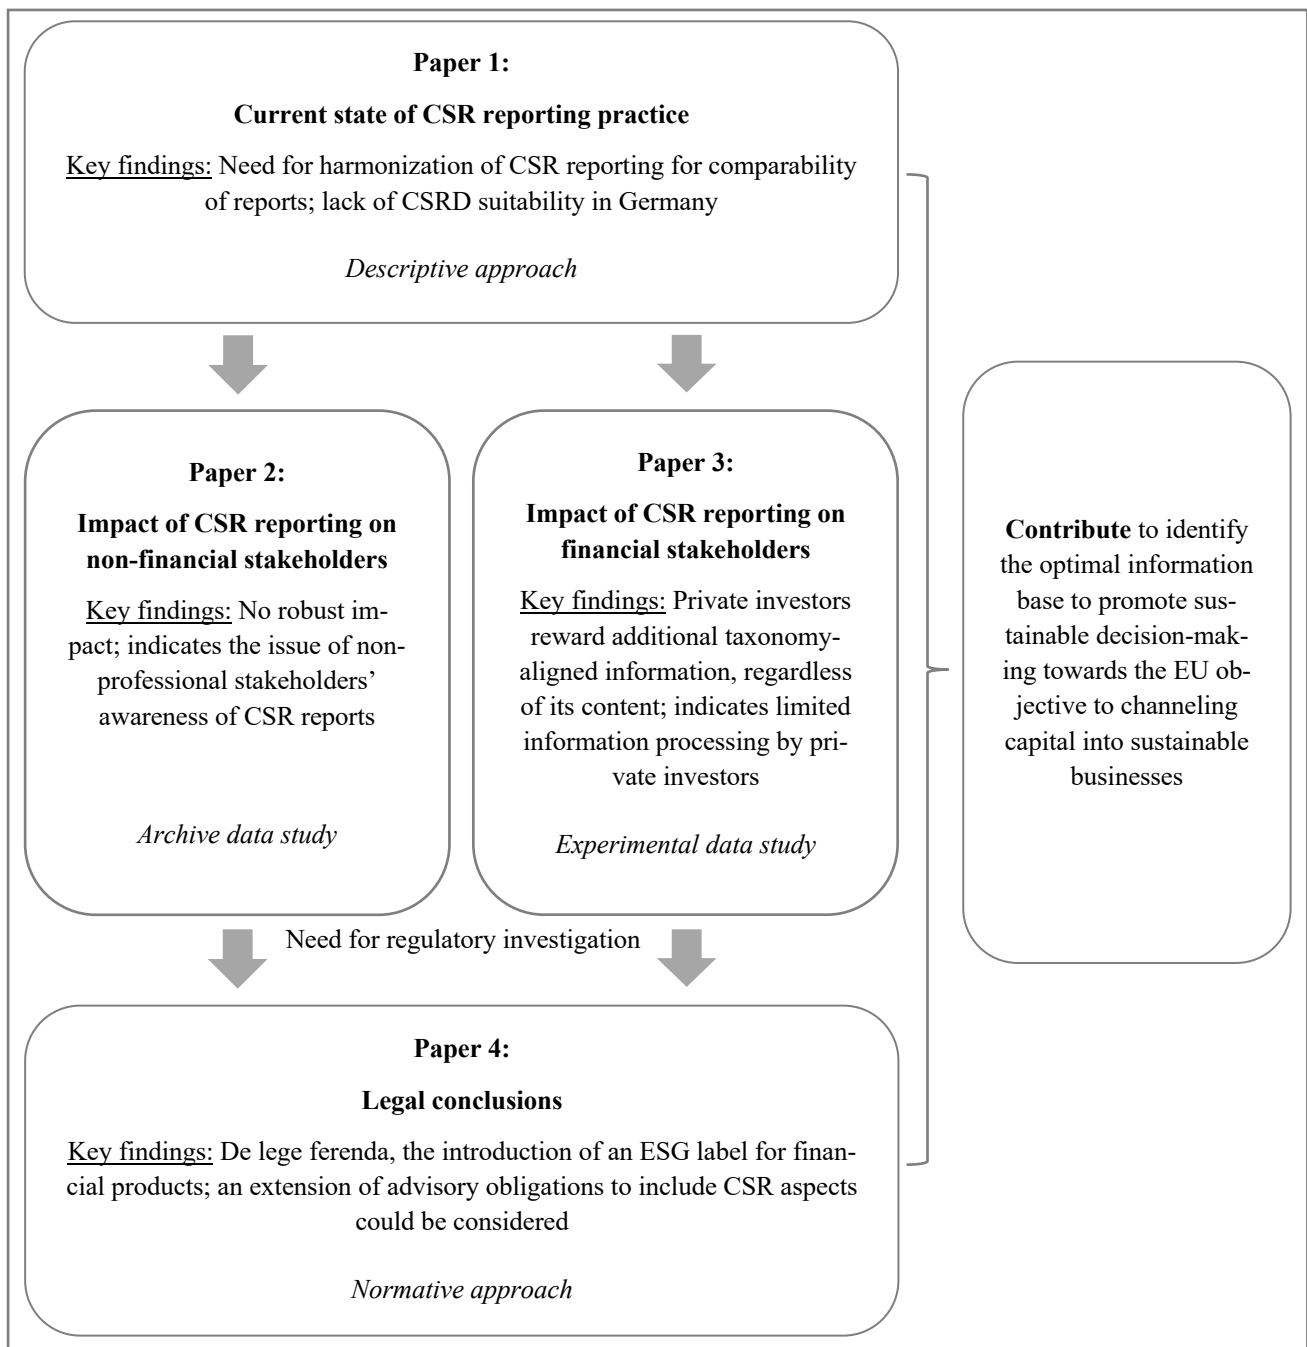 Paper 1:
Current state of CSR reporting practice
Key findings: Need for harmonization of CSR reporting for comparability
of reports; lack of CSRD suitability in Germany
Descriptive approach
Paper 2:
Impact of CSR reporting on
non-financial stakeholders
Key findings: No robust im-
pact; indicates the issue of non-
professional stakeholders’
awareness of CSR reports
Archive data study
Paper 3:
Impact of CSR reporting on
financial stakeholders
Key findings: Private investors
reward additional taxonomy-
aligned information, regardless
of its content; indicates limited
information processing by pri-
vate investors
Experimental data study
Need for regulatory investigation
Paper 4:
Legal conclusions
Key findings: De lege ferenda, the introduction of an ESG label for finan-
cial products; an extension of advisory obligations to include CSR aspects
could be considered
Normative approach
Contribute to identify
the optimal information
base to promote sus-
tainable decision-mak-
ing towards the EU ob-
jective to channeling
capital into sustainable
businesses